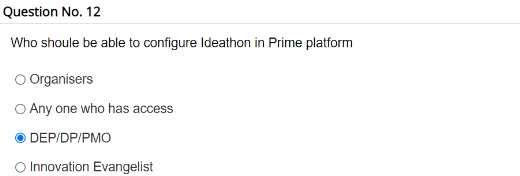 Question No. 12
Who shoule be able to configure Ideathon in Prime platform
Organisers
Any one who has access
DEP/DP/PMO
Innovation Evangelist